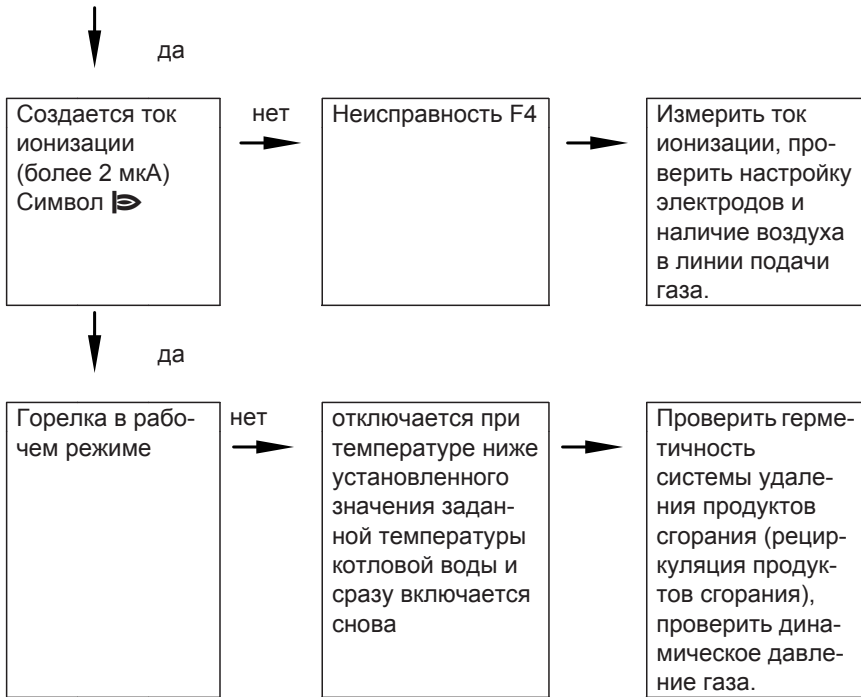 да
Создается ток
ионизации
(более 2 мкА)
Символ
нет
Неисправность F4
Измерить ток
ионизации, про-
верить настройку
электродов и
наличие воздуха
в линии подачи
газа.
да
Горелка в рабо-
чем режиме
нет
отключается при
температуре ниже
установленного
значения задан-
ной температуры
котловой воды и
сразу включается
снова
Проверить герме-
тичность
системы удале-
ния продуктов
сгорания (рецир-
куляция продук-
тов сгорания),
проверить дина-
мическое давле-
ние газа.